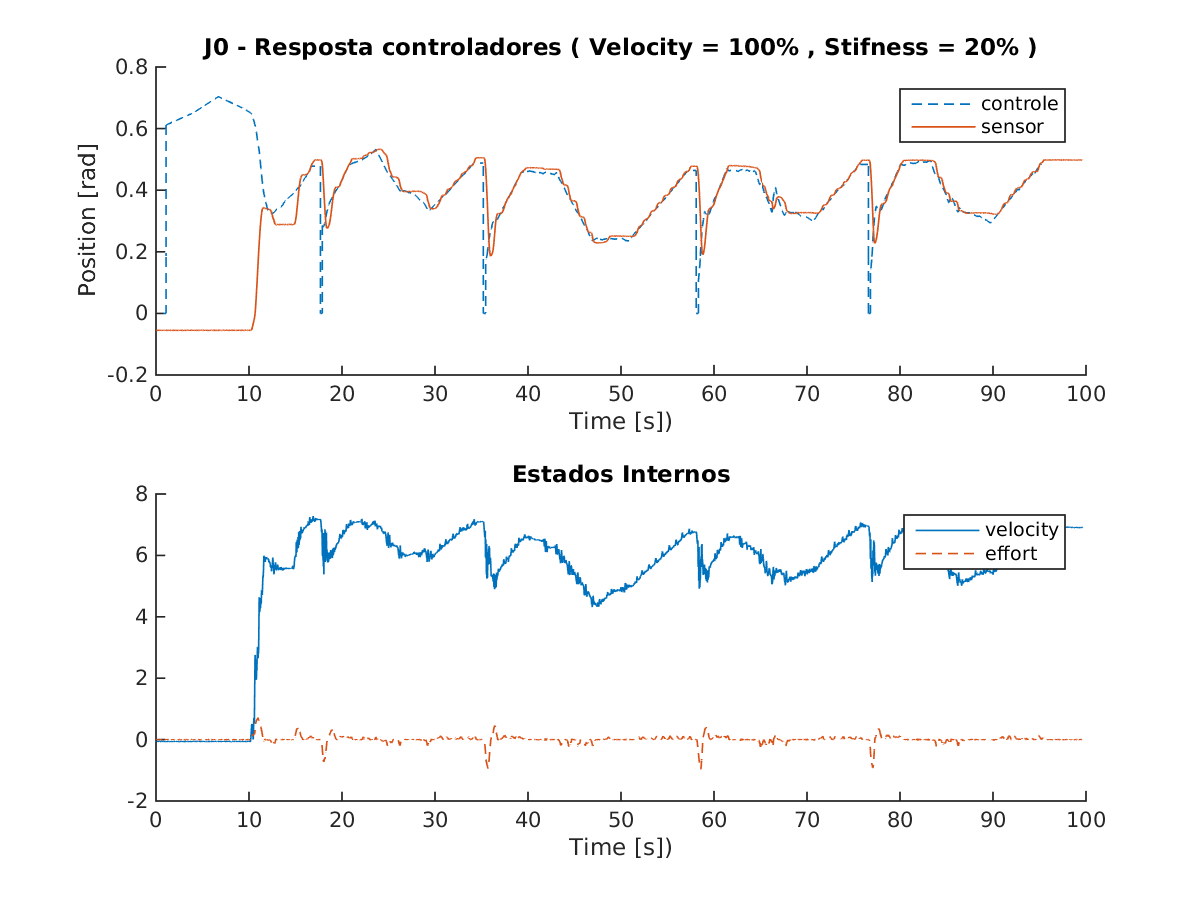 J0 - Resposta controladores ( Velocity = 100% , Stifness = 20% )
0.8
0.6
0.4
0.2
0
-0.2
Position [rad]
controle
sensor
0 10 20 30 40 50 60 70 80 90 100
Time [s])
Estados Internos
8
6
4
2
0
-2
velocity
effort
0 10 20 30 40 50 60 70 80 90 100
Time [s])